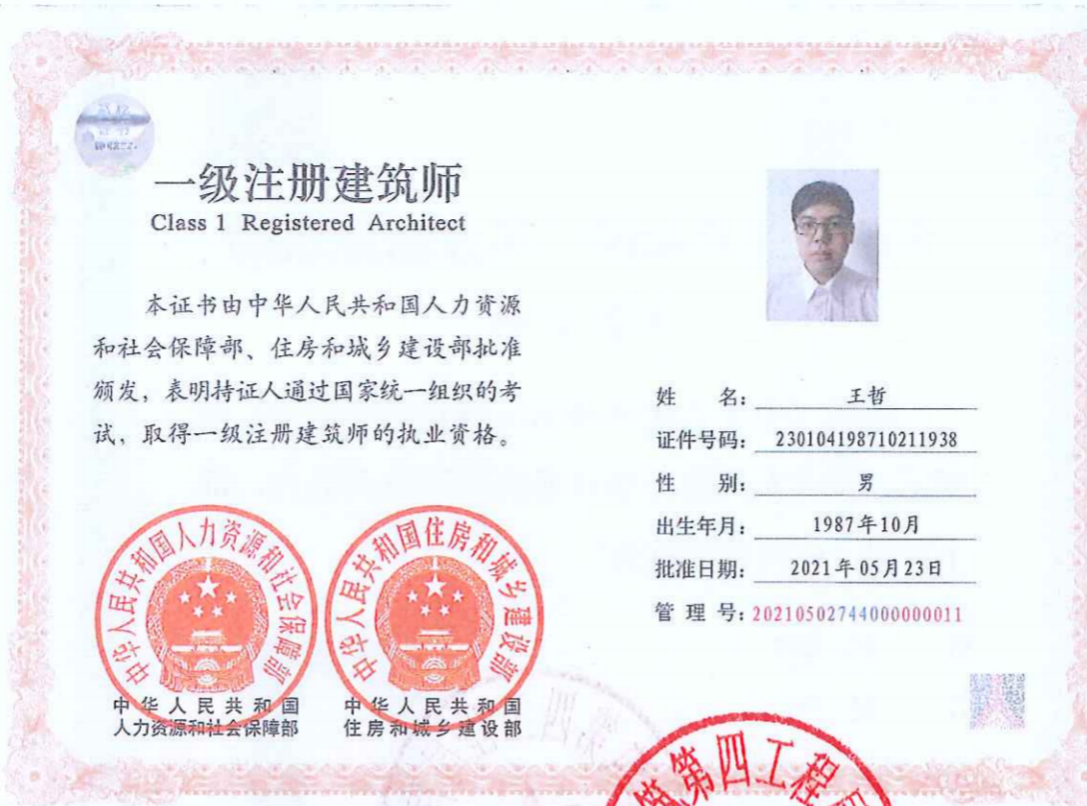 一级注册建筑师
Class 1 Registered Architect
本证书由中华人民共和国人力资源
和社会保障部、住房和城乡建设部批准
颁发，表明持证人通过国家统一组织的考
试，取得一级注册建筑师的执业资格。
中华人民共和国人力资源和社会保障部
中华人民共和国住房和城乡建设部
中华人民共和国
人力资源和社会保障部
中华人民共和国
住房和城乡建设部
姓 名：王哲
证件号码：230104198710211938
性 别：男
出生年月：1987年10月
批准日期：2021年05月23日
管 理 号：20210502744000000011
筑第四工程